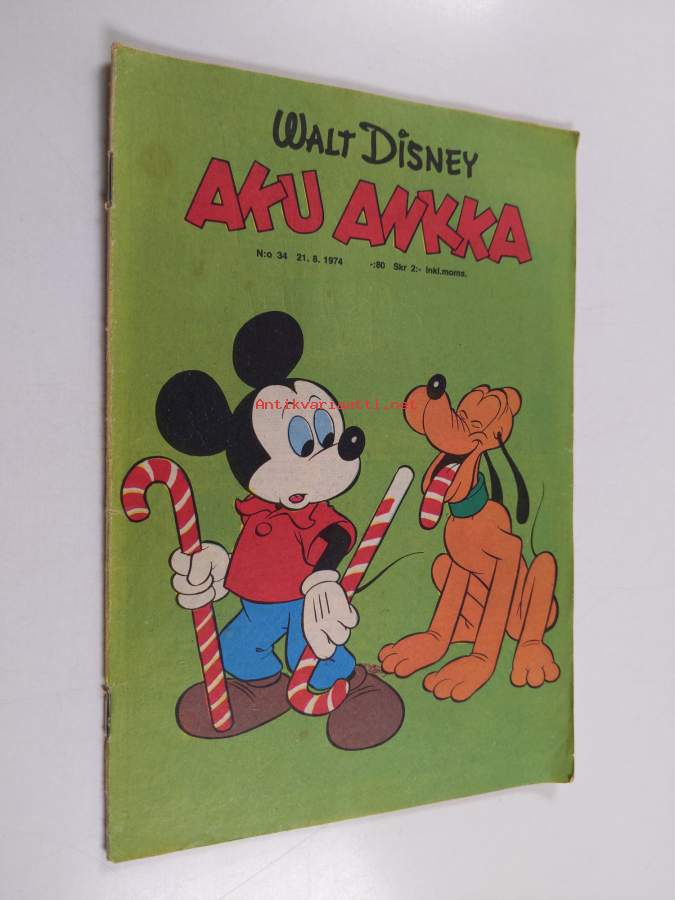 WALT DISNEY
AKU ANKKA
N:o 34 21. 8. 1974 -:80 Skr 2:- Inkl.moms.
Antikvariaatti.net